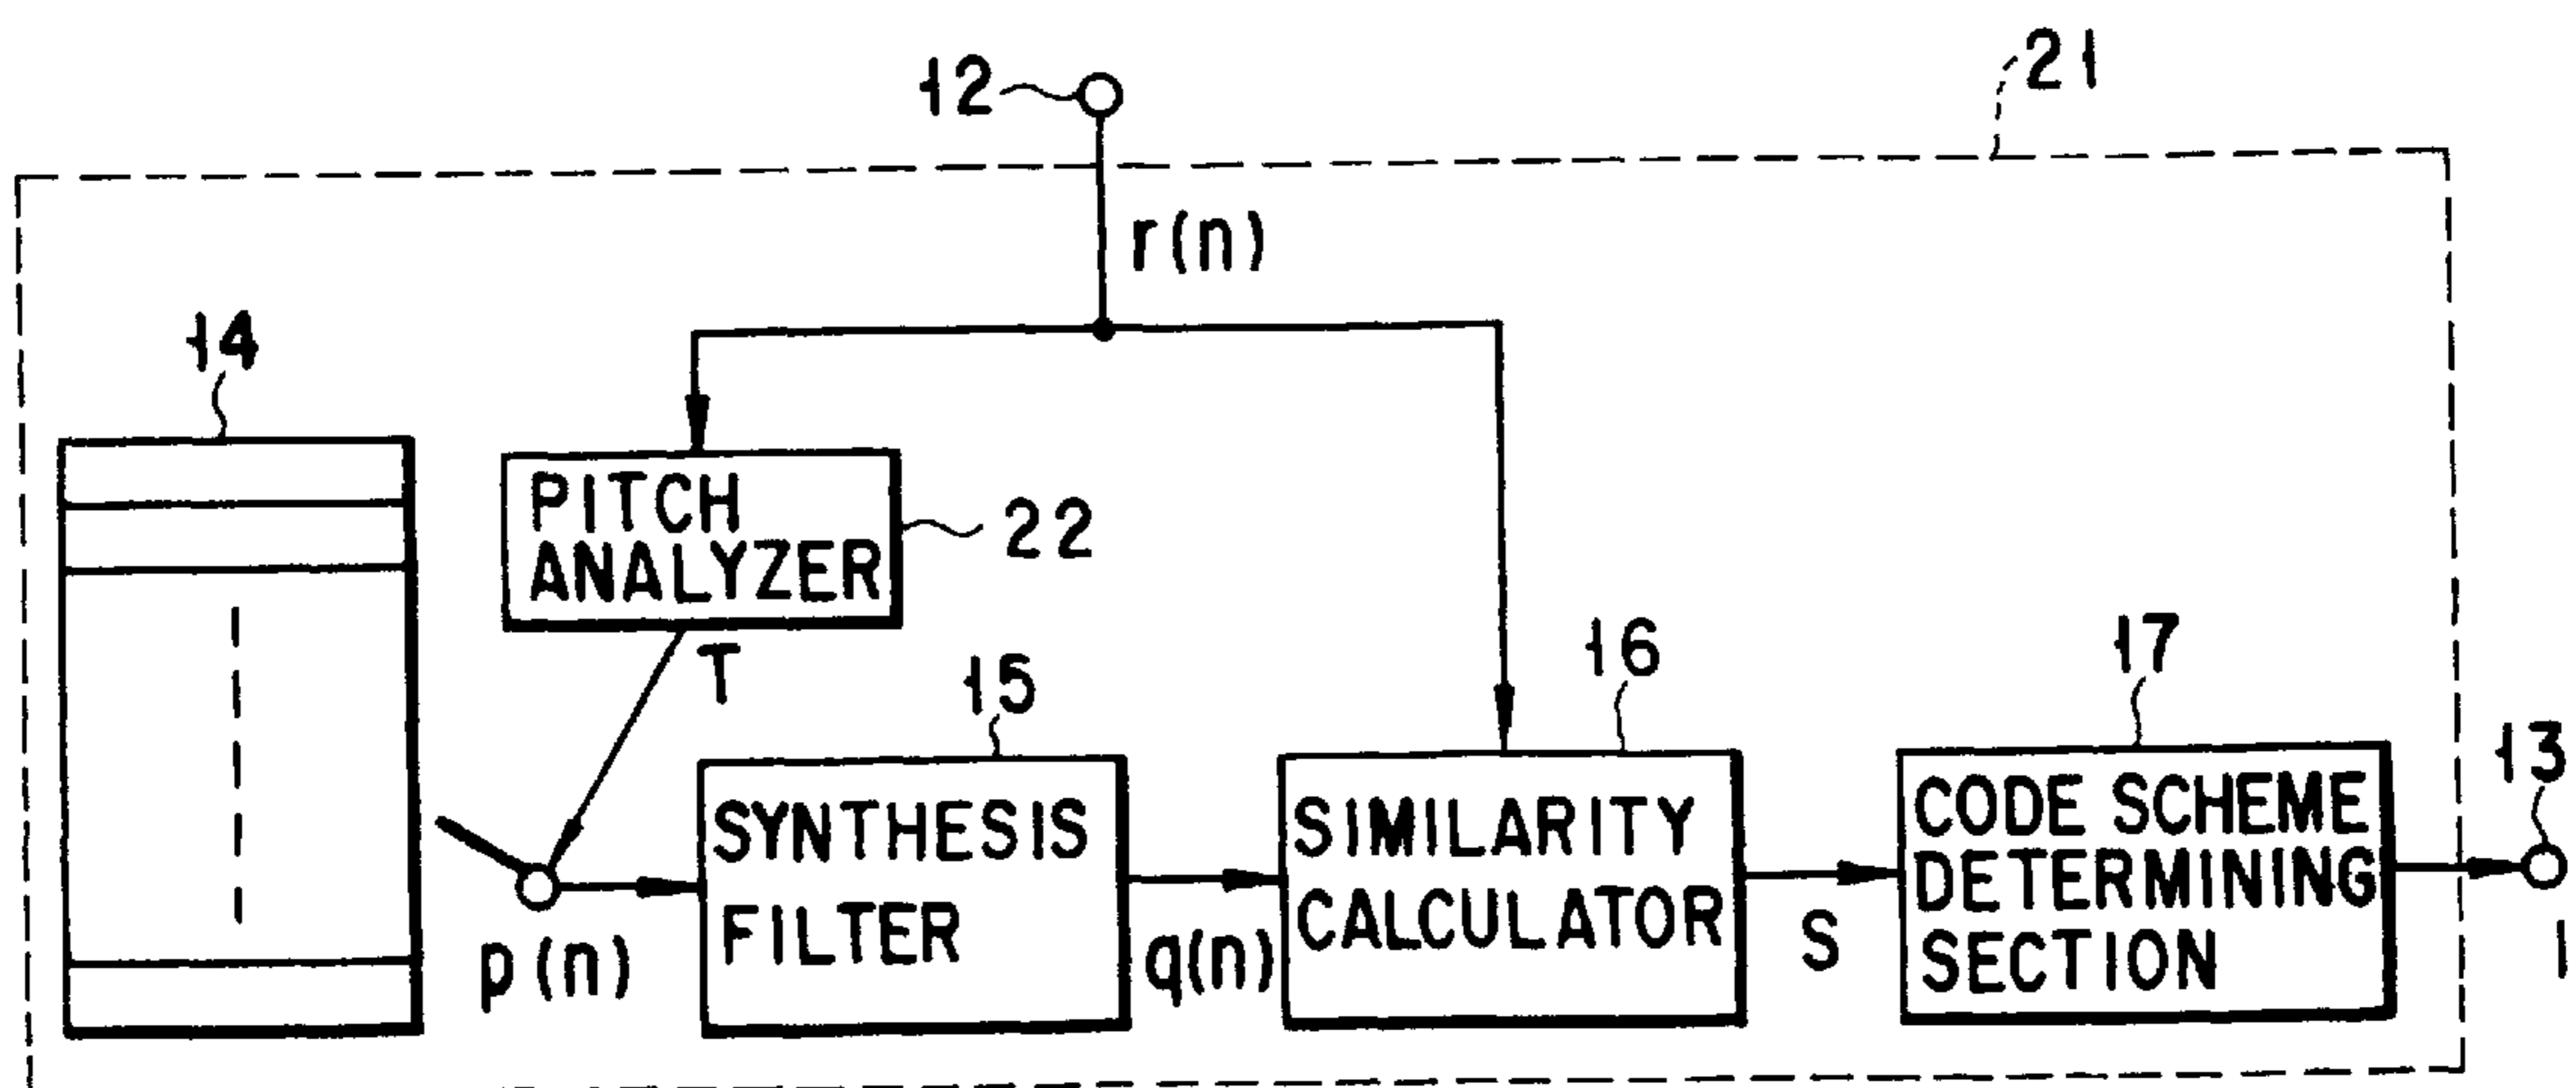 12
21
r(n)
14
PITCH
ANALYZER
22
T
15
16
17
13
SYNTHESIS
FILTER
SIMILARITY
CALCULATOR
CODE SCHEME
DETERMINING
SECTION
p(n)
q(n)
S
I